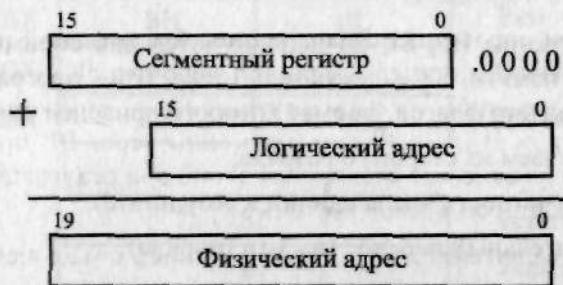 15 0
Сегментный регистр .0000
+ 15 0
Логический адрес
19 0
Физический адрес